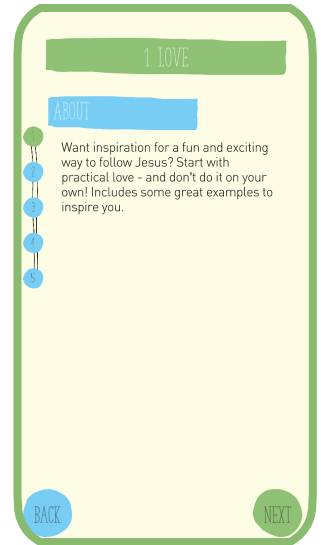 1. LOVE
ABOUT
1
Want inspiration for a fun and exciting
way to follow Jesus? Start with
practical love - and don't do it on your
own! Includes some great examples to
inspire you.
2
3
4
5
BACK
NEXT